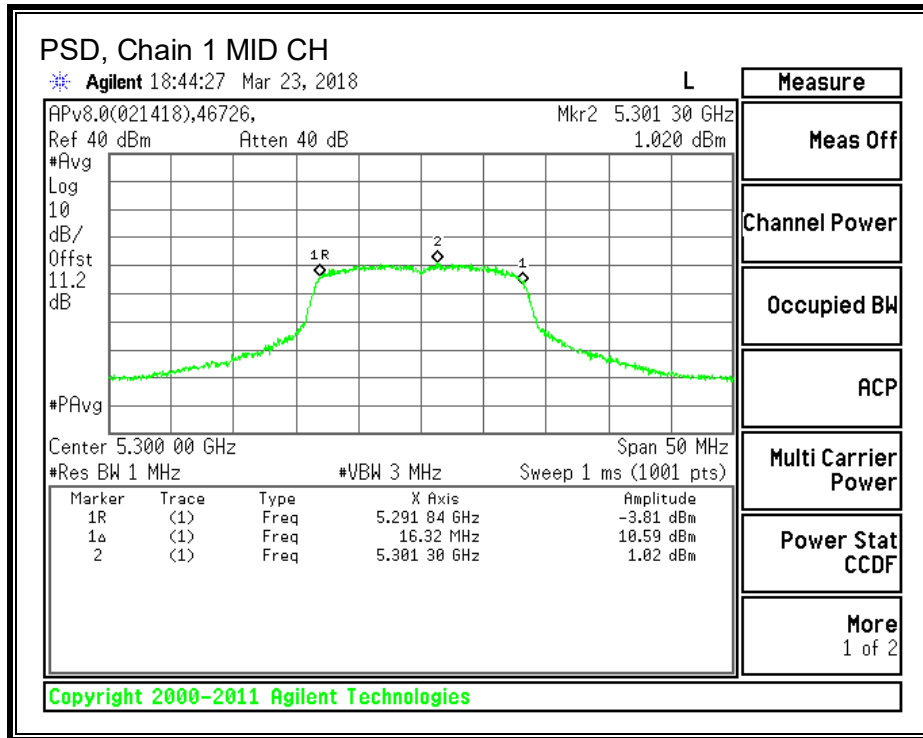 PSD, Chain 1 MID CH
Agilent 18:44:27 Mar 23, 2018 L
APv8.0(021418),46726, Mkr2 5.301 30 GHz
Ref 40 dBm Atten 40 dB 1.020 dBm
#Avg
Log
10
dB/
Offst
11.2
dB
#PAvg
1R
2
1
Center 5.300 00 GHz Span 50 MHz
#Res BW 1 MHz #VBW 3 MHz Sweep 1 ms (1001 pts)
Marker Trace Type X Axis Amplitude
1R (1) Freq 5.291 84 GHz -3.81 dBm
1Δ (1) Freq 16.32 MHz 10.59 dBm
2 (1) Freq 5.301 30 GHz 1.02 dBm
Measure
Meas Off
Channel Power
Occupied BW
ACP
Multi Carrier
Power
Power Stat
CCDF
More
1 of 2
Copyright 2000-2011 Agilent Technologies